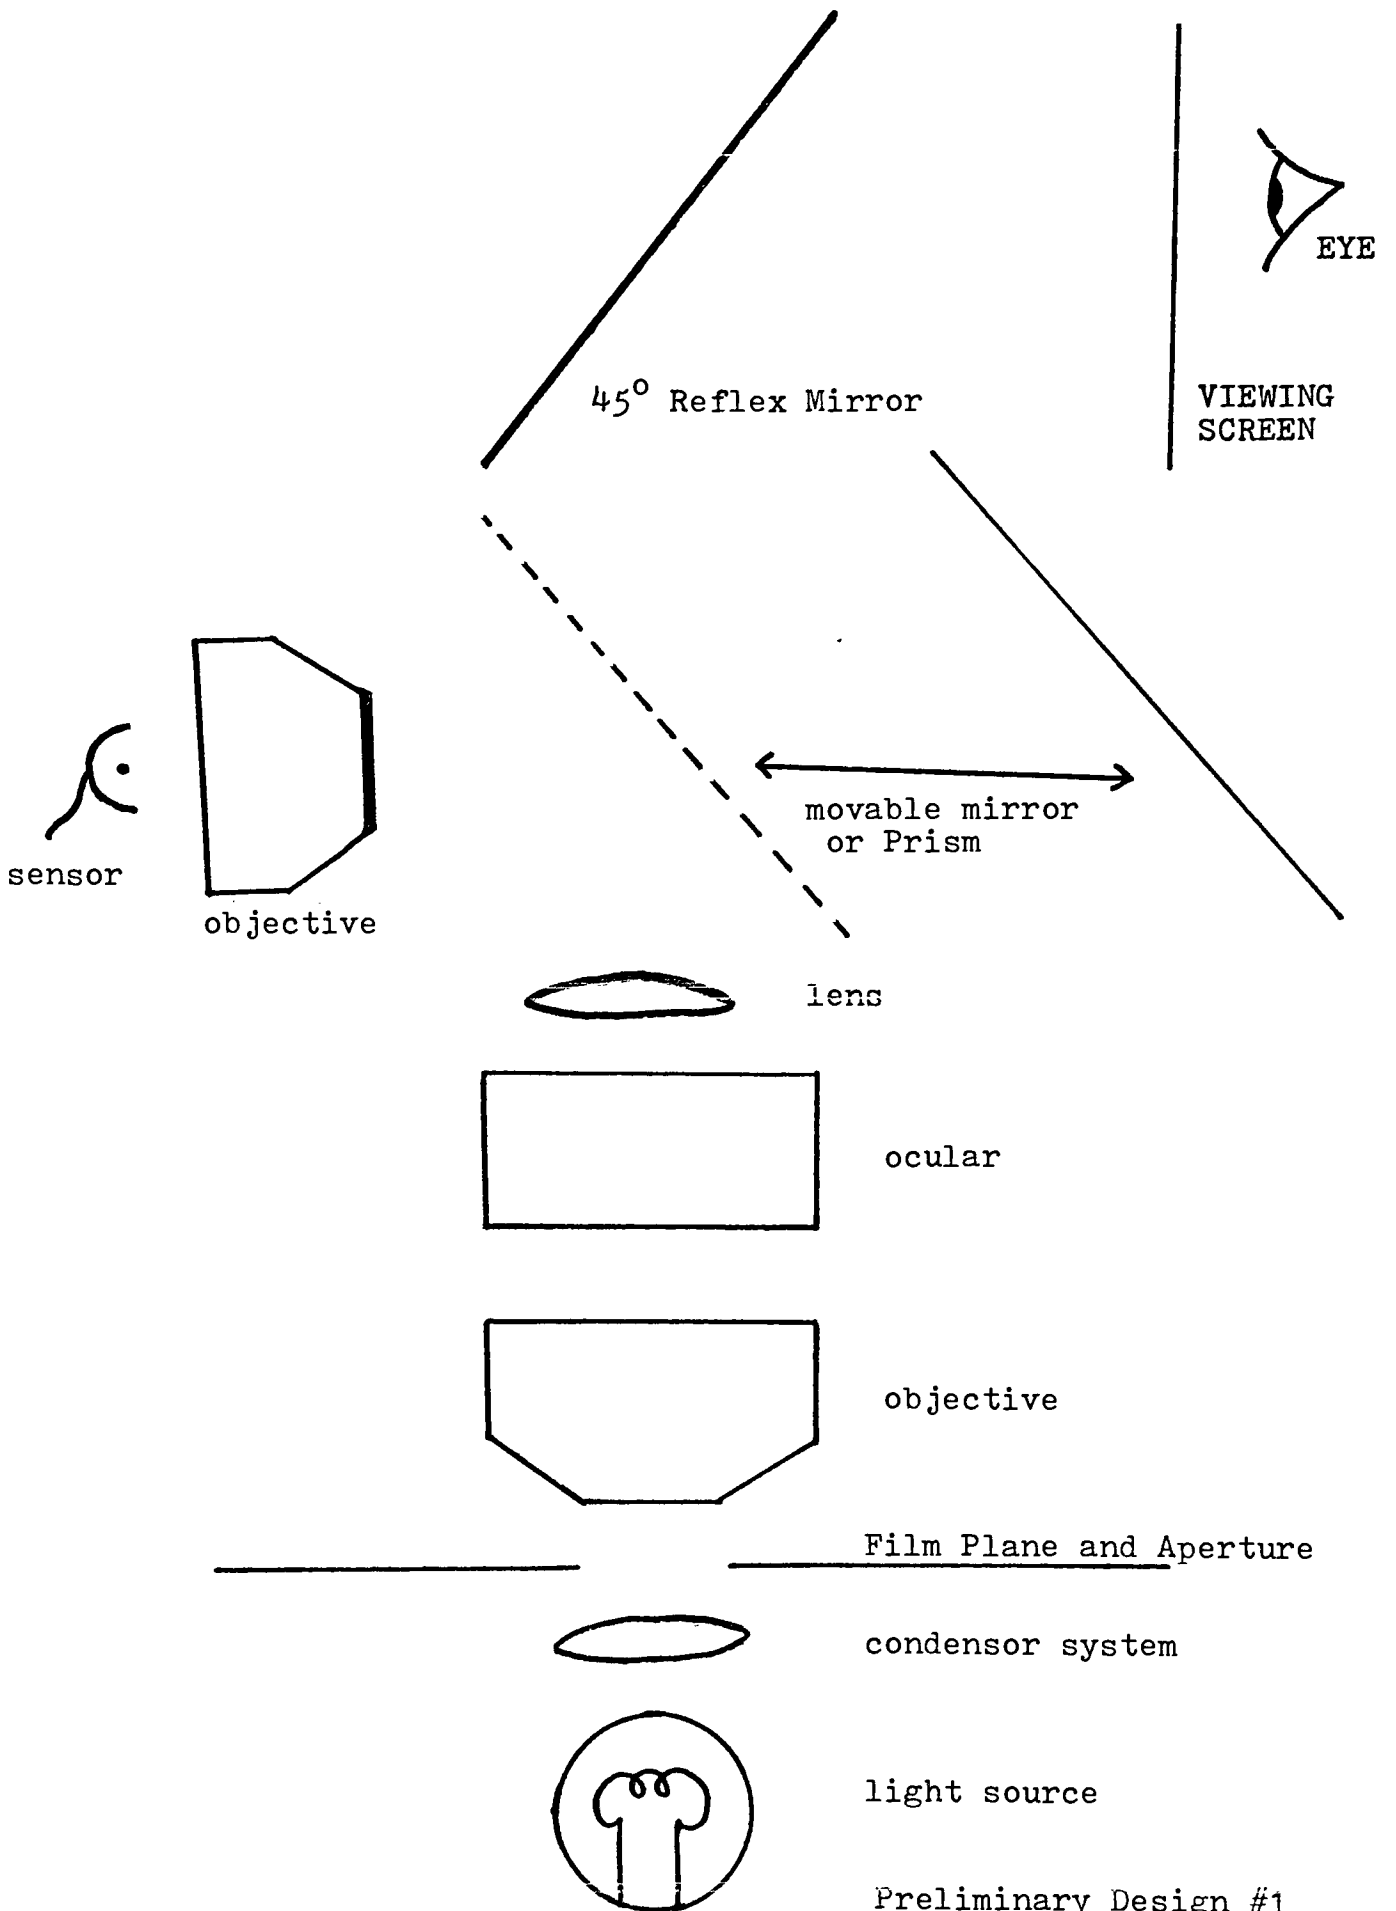 EYE
45° Reflex Mirror
VIEWING
SCREEN
movable mirror
or Prism
sensor
objective
lens
ocular
objective
Film Plane and Aperture
condensor system
light source
Preliminary Design #1